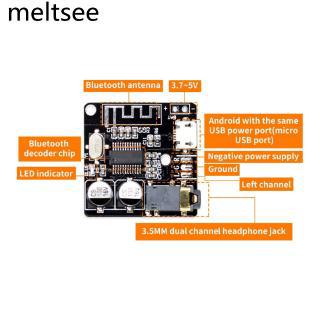 meltsee
Bluetooth antenna
3.7~5V
+
-
Android with the same
USB power port(micro
USB port)
Bluetooth
decoder chip
Negative power supply
Ground
LED indicator
Left channel
3.5MM dual channel headphone jack